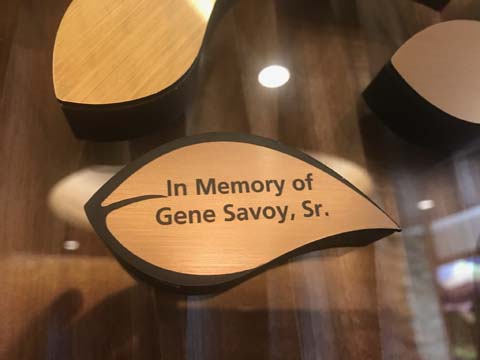 In Memory of
Gene Savoy, Sr.